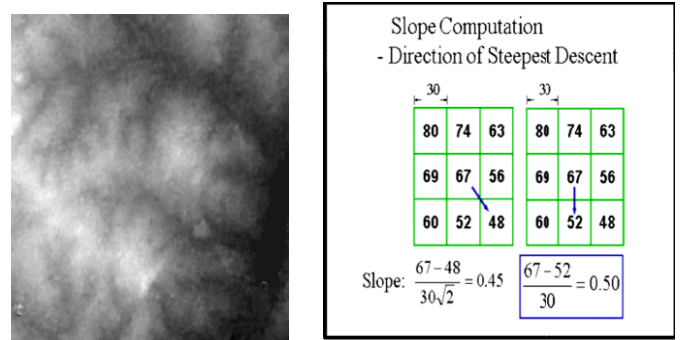 Slope Computation
- Direction of Steepest Descent
30 30
80 74 63 80 74 63
69 67 56 69 67 56
60 52 48 60 52 48
Slope: 67 − 48 / 30√2 = 0.45 67 − 52 / 30 = 0.50